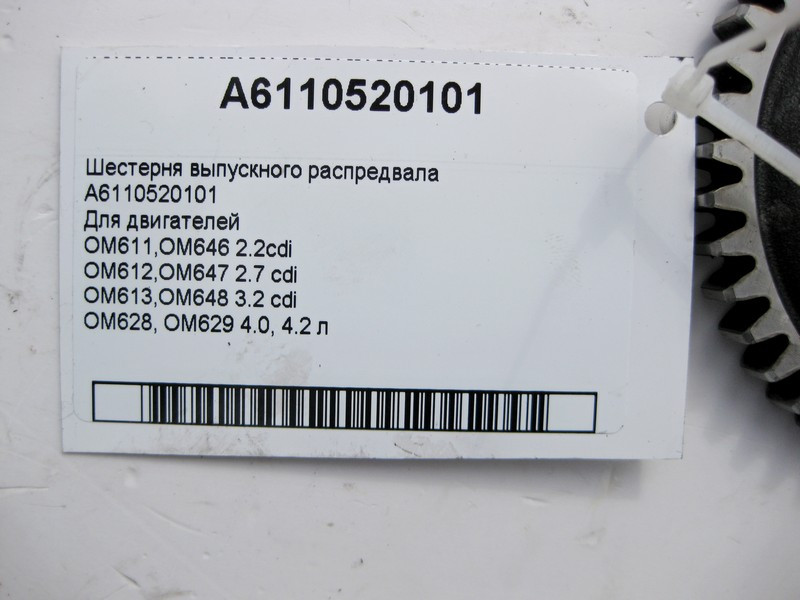 A6110520101
Шестерня выпускного распредвала
A6110520101
Для двигателей
OM611,OM646 2.2cdi
OM612,OM647 2.7 cdi
OM613,OM648 3.2 cdi
OM628, OM629 4.0, 4.2 л